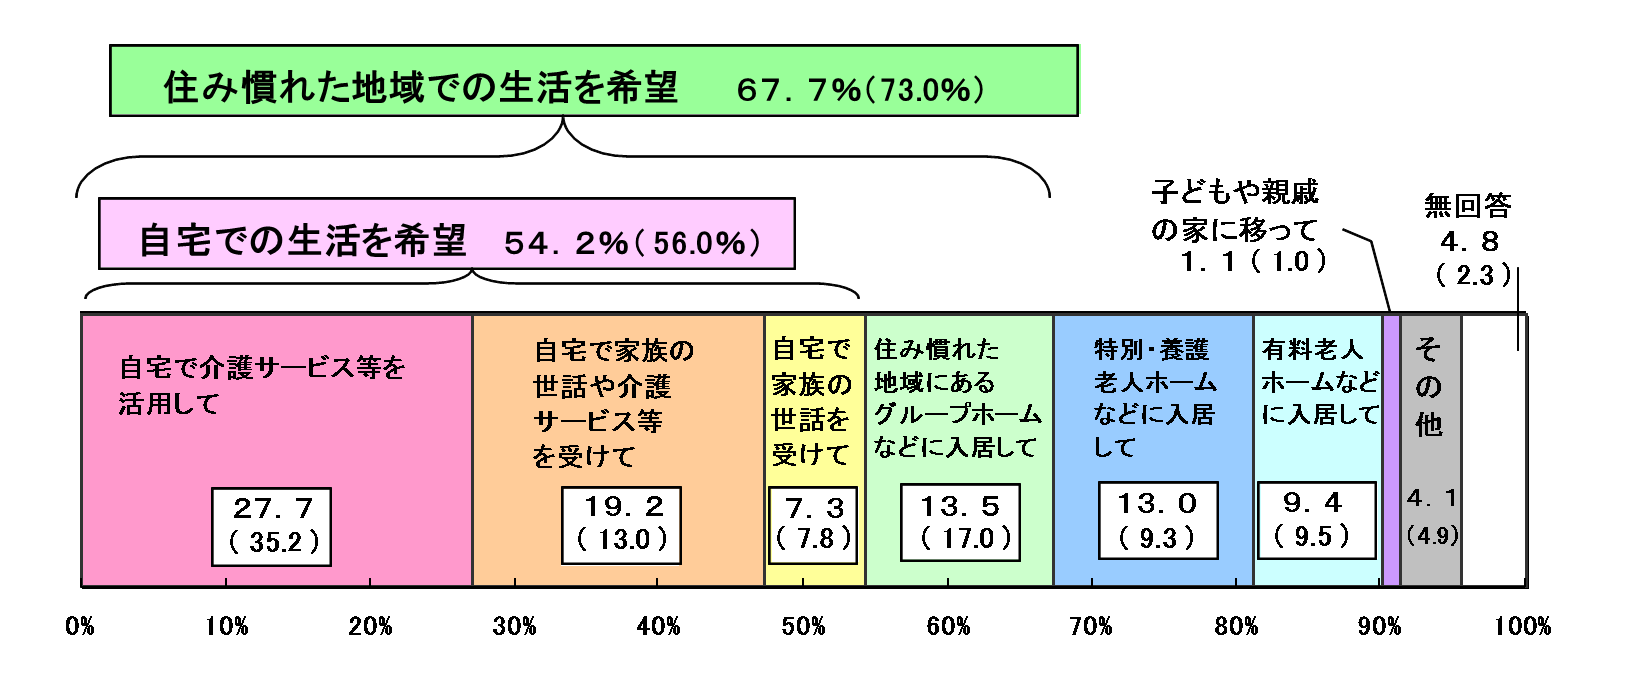 住み慣れた地域での生活を希望　67．7%(73.0%)
自宅での生活を希望　54．2%(56.0%)
子どもや親戚
の家に移って
1．1(1.0)
無回答
4．8
(2.3)
自宅で介護サービス等を
活用して
27．7
(35.2)
自宅で家族の
世話や介護
サービス等
を受けて
19．2
(13.0)
自宅で
家族の
世話を
受けて
7．3
(7.8)
住み慣れた
地域にある
グループホーム
などに入居して
13．5
(17.0)
特別・養護
老人ホーム
などに入居
して
13．0
(9.3)
有料老人
ホームなど
に入居して
9．4
(9.5)
そ
の
他
4．1
(4.9)
0%　10%　20%　30%　40%　50%　60%　70%　80%　90%　100%